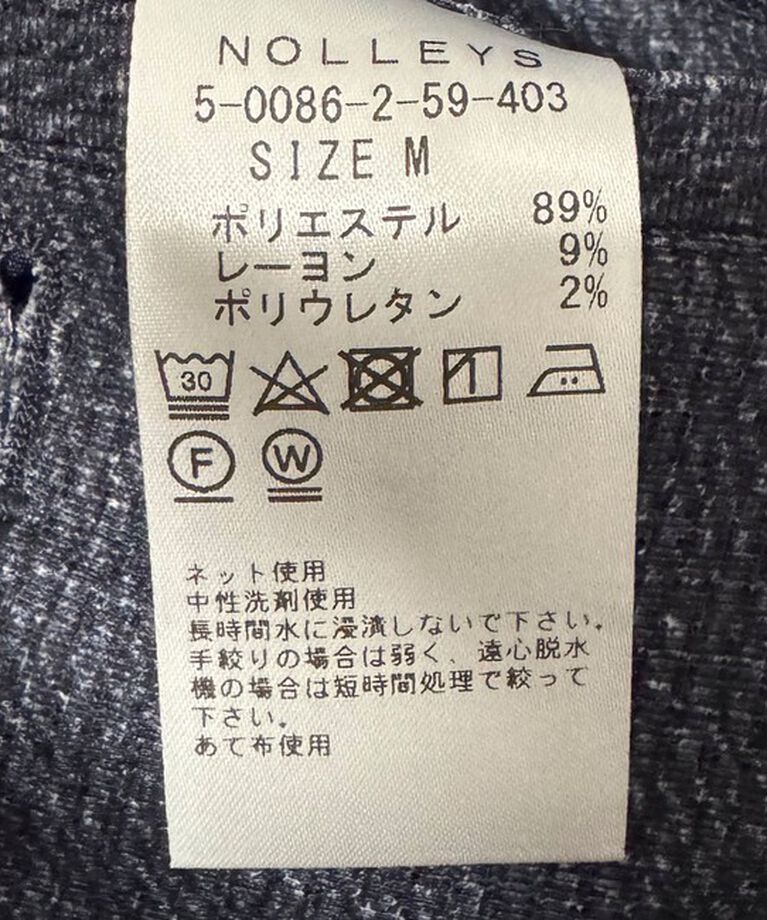 NOLLEYS
5-0086-2-59-403
SIZE M
ポリエステル 89%
レーヨン 9%
ポリウレタン 2%
30
F W
ネット使用
中性洗剤使用
長時間水に浸漬しないで下さい。
手絞りの場合は弱く、遠心脱水
機の場合は短時間処理で絞って
下さい。
あて布使用